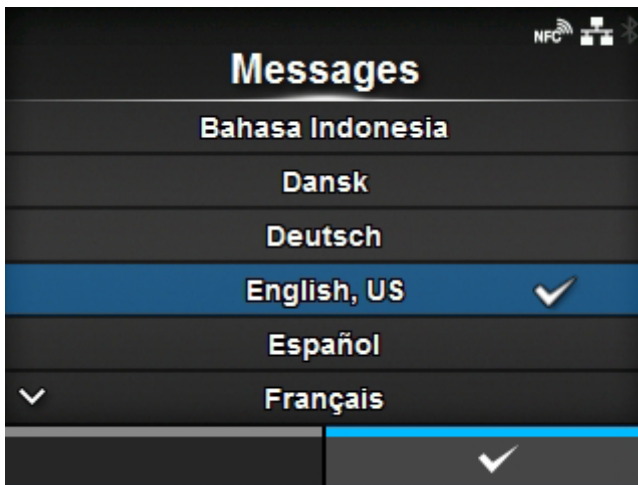 NFC
Messages
Bahasa Indonesia
Dansk
Deutsch
English, US
Español
Français